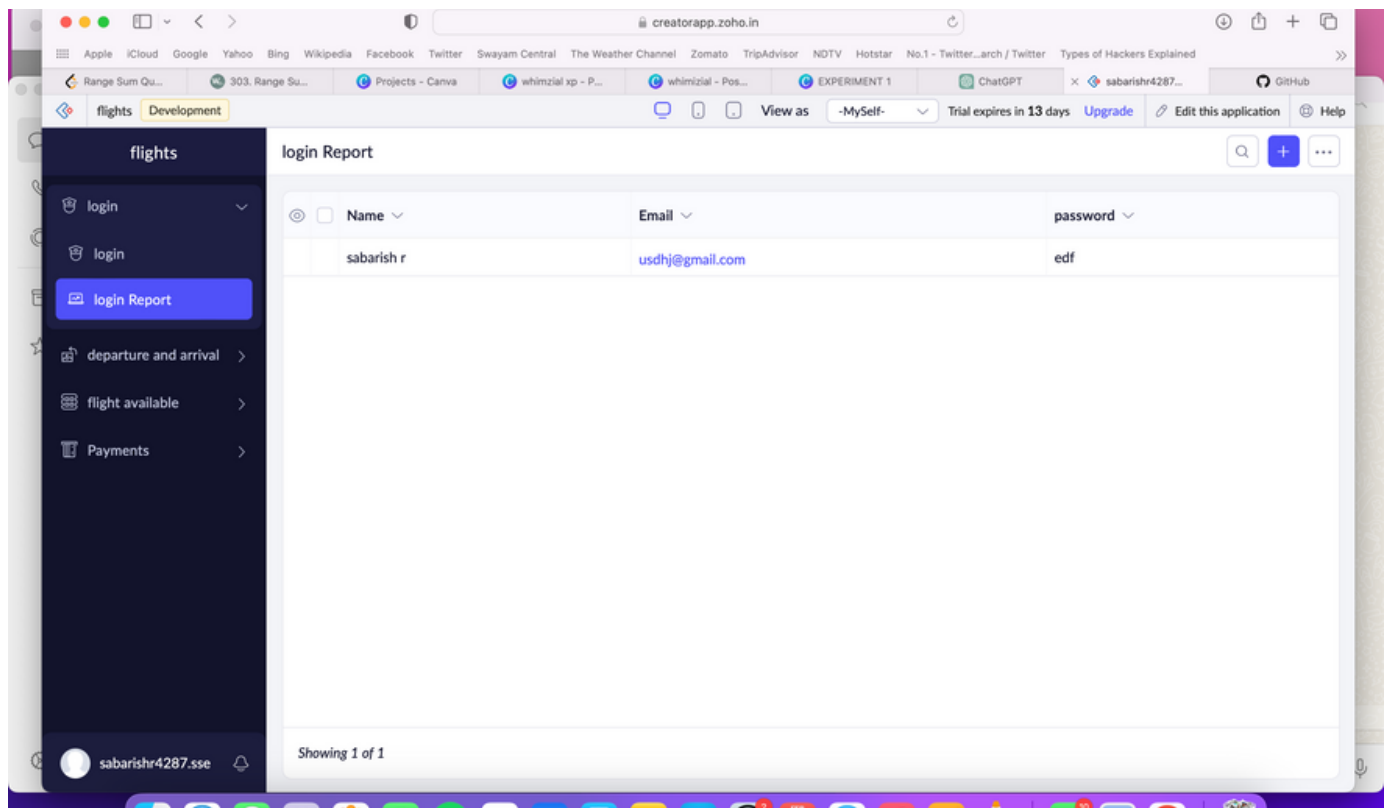 creatorapp.zoho.in
Apple iCloud Google Yahoo Bing Wikipedia Facebook Twitter Swayam Central The Weather Channel Zomato TripAdvisor NDTV Hotstar No.1 - Twitter...arch / Twitter Types of Hackers Explained
Range Sum Qu... 303. Range Su... Projects - Canva whimzial xp - P... whimizial - Pos... EXPERIMENT 1 ChatGPT sabarishr4287... GitHub
flights Development View as -MySelf- Trial expires in 13 days Upgrade Edit this application Help
flights login Report
login
Name Email password
login
sabarish r usdhj@gmail.com edf
login Report
departure and arrival
flight available
Payments
Showing 1 of 1
sabarishr4287.sse